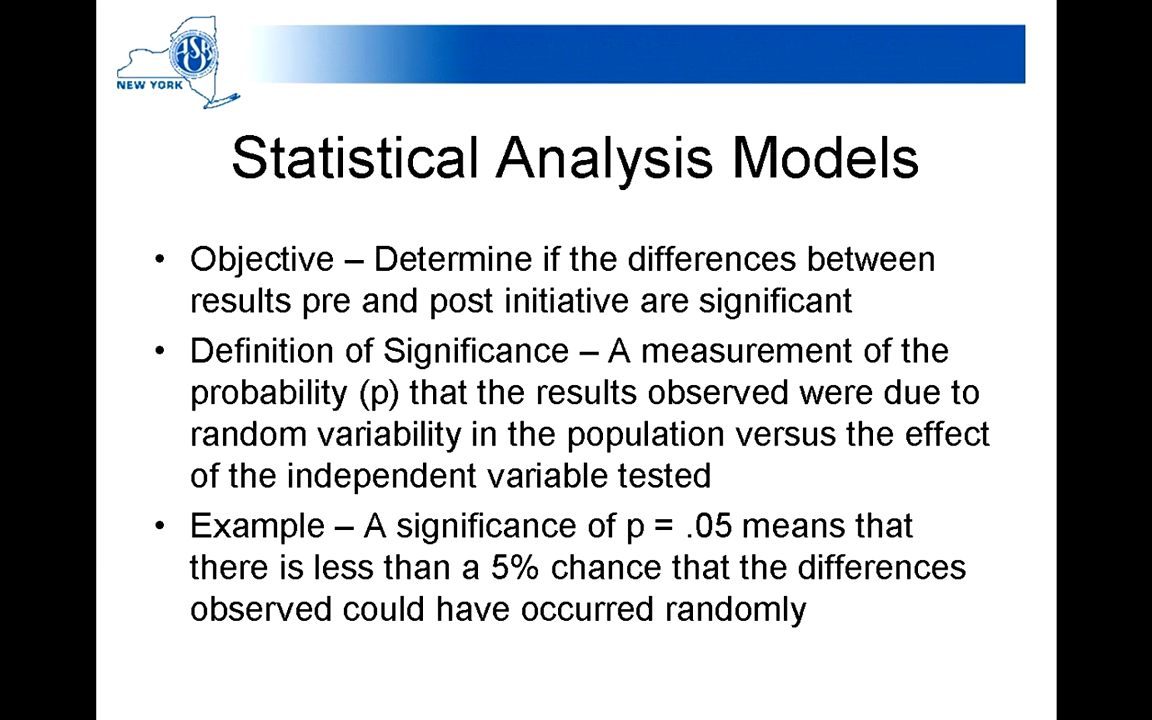 NEW YORK
Statistical Analysis Models
• Objective – Determine if the differences between
results pre and post initiative are significant
• Definition of Significance – A measurement of the
probability (p) that the results observed were due to
random variability in the population versus the effect
of the independent variable tested
• Example – A significance of p = .05 means that
there is less than a 5% chance that the differences
observed could have occurred randomly